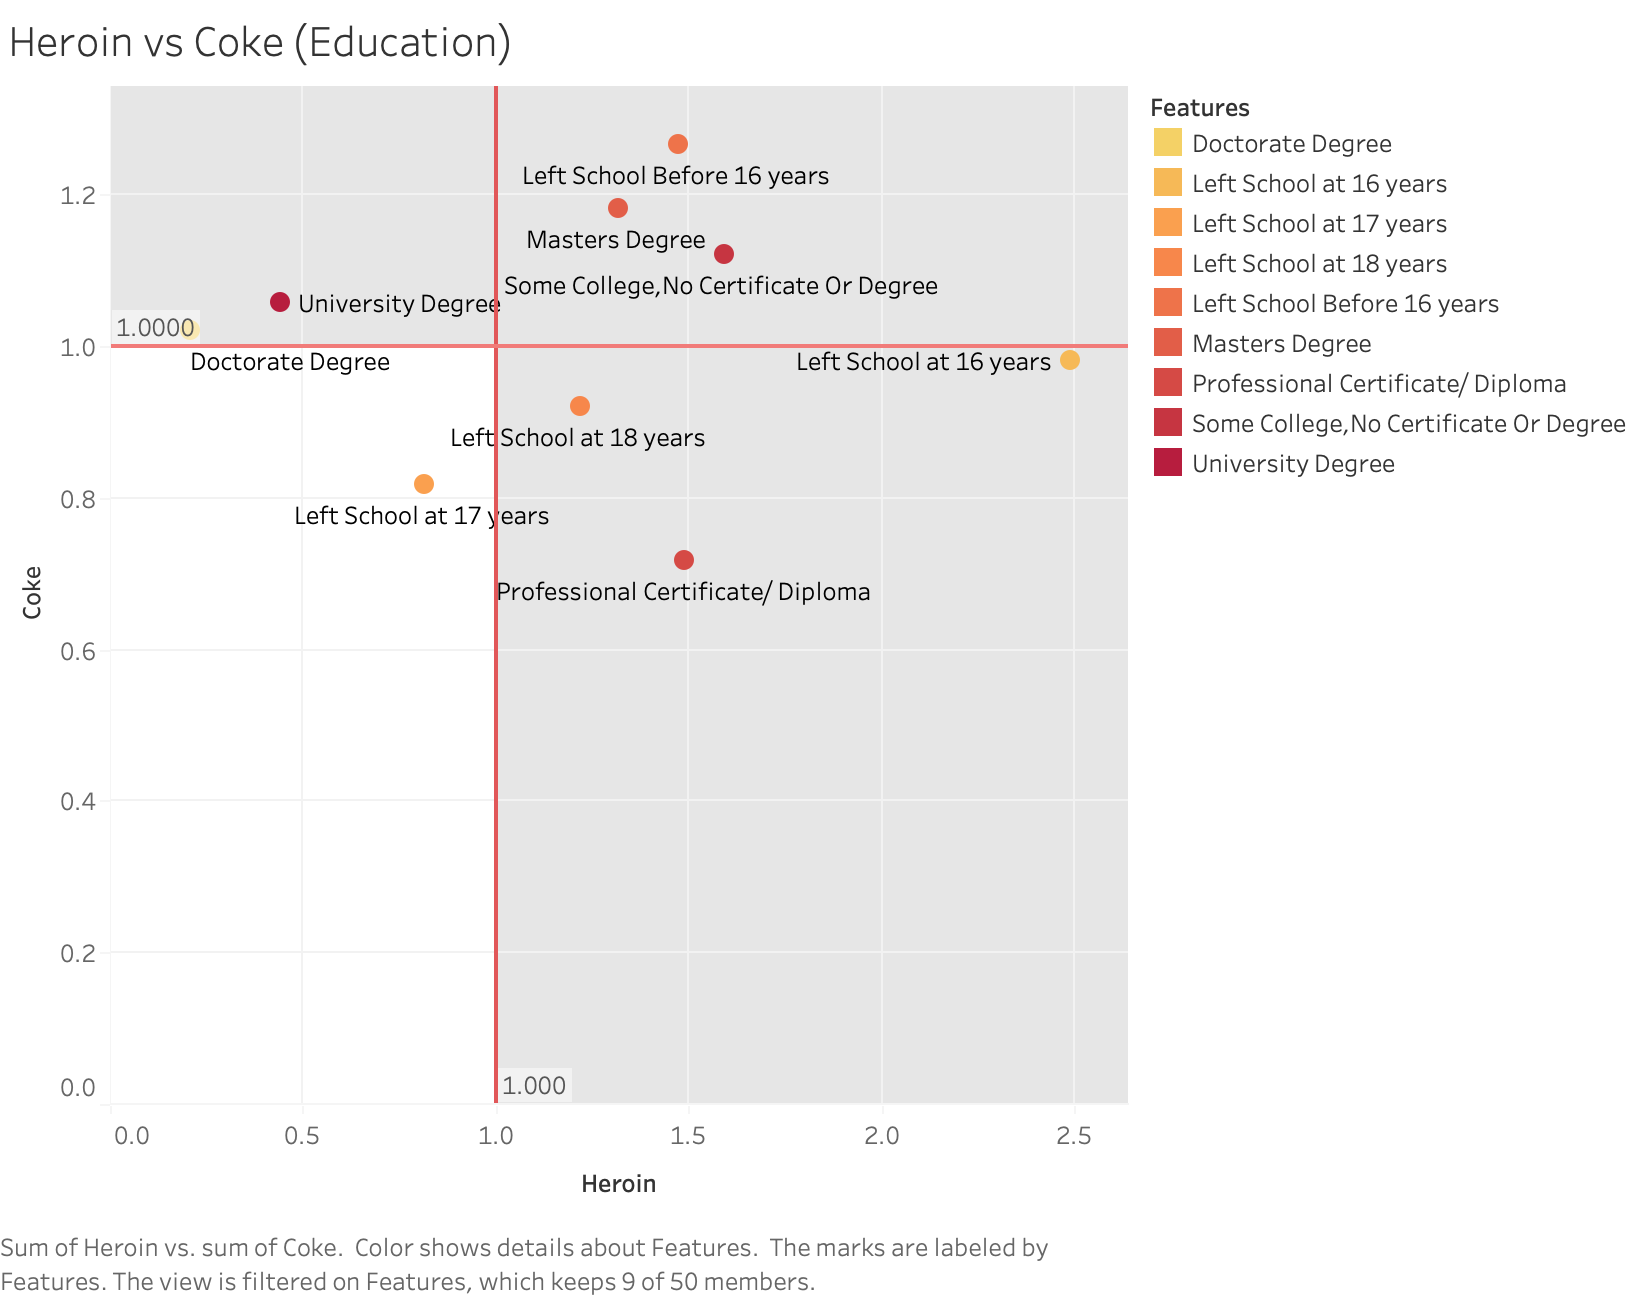 Heroin vs Coke (Education)
Features
Doctorate Degree
Left School at 16 years
Left School at 17 years
Left School at 18 years
Left School Before 16 years
Masters Degree
Professional Certificate/ Diploma
Some College,No Certificate Or Degree
University Degree
Left School Before 16 years
1.2
Masters Degree
Some College,No Certificate Or Degree
University Degree
1.0000
1.0
Doctorate Degree
Left School at 16 years
Left School at 18 years
0.8
Left School at 17 years
Professional Certificate/ Diploma
Coke
0.6
0.4
0.2
0.0
1.000
0.0 0.5 1.0 1.5 2.0 2.5
Heroin
Sum of Heroin vs. sum of Coke.  Color shows details about Features.  The marks are labeled by
Features. The view is filtered on Features, which keeps 9 of 50 members.